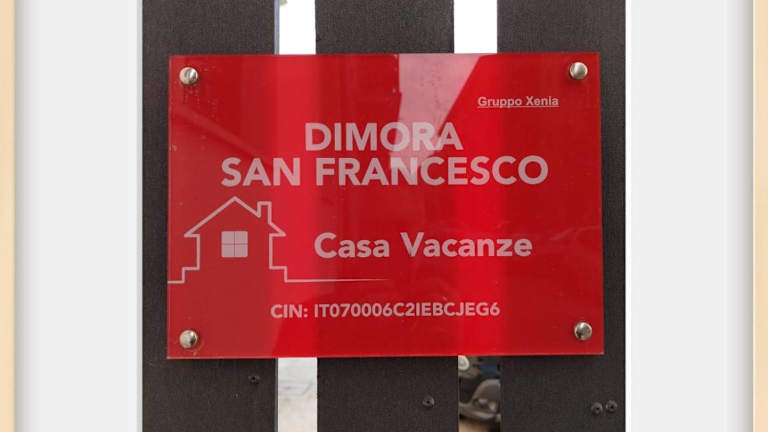 Gruppo Xenia
DIMORA
SAN FRANCESCO
Casa Vacanze
CIN: IT070006C2IEBCJEG6